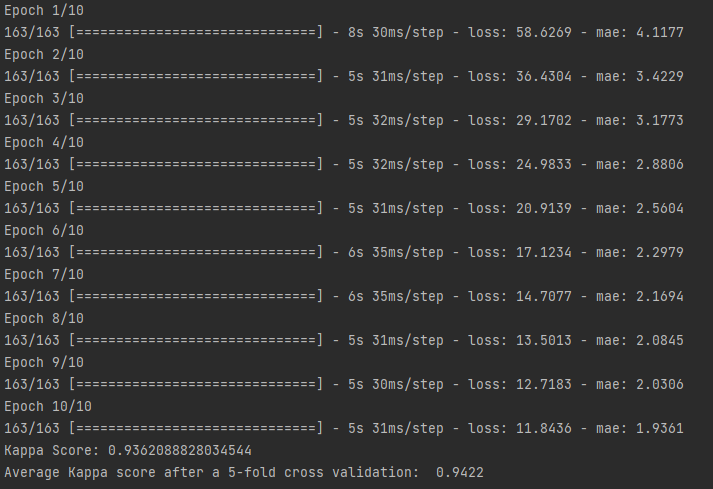 Epoch 1/10
163/163 [==============================] - 8s 30ms/step - loss: 58.6269 - mae: 4.1177
Epoch 2/10
163/163 [==============================] - 5s 31ms/step - loss: 36.4304 - mae: 3.4229
Epoch 3/10
163/163 [==============================] - 5s 32ms/step - loss: 29.1702 - mae: 3.1773
Epoch 4/10
163/163 [==============================] - 5s 32ms/step - loss: 24.9833 - mae: 2.8806
Epoch 5/10
163/163 [==============================] - 5s 31ms/step - loss: 20.9139 - mae: 2.5604
Epoch 6/10
163/163 [==============================] - 6s 35ms/step - loss: 17.1234 - mae: 2.2979
Epoch 7/10
163/163 [==============================] - 6s 35ms/step - loss: 14.7077 - mae: 2.1694
Epoch 8/10
163/163 [==============================] - 5s 31ms/step - loss: 13.5013 - mae: 2.0845
Epoch 9/10
163/163 [==============================] - 5s 30ms/step - loss: 12.7183 - mae: 2.0306
Epoch 10/10
163/163 [==============================] - 5s 31ms/step - loss: 11.8436 - mae: 1.9361
Kappa Score: 0.9362088828034544
Average Kappa score after a 5-fold cross validation:  0.9422